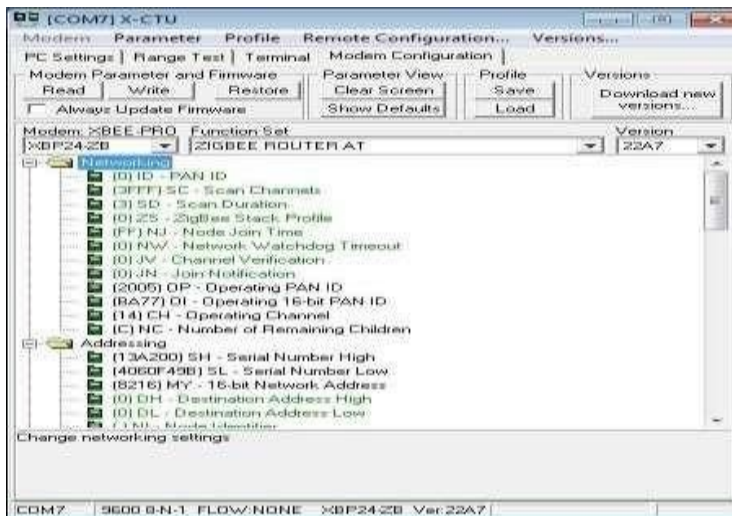 [COM7] X-CTU
Modem Parameter Profile Remote Configuration... Versions...
PC Settings Range Test Terminal Modem Configuration
Modem Parameter and Firmware Parameter View Profile Versions
Read Write Restore Clear Screen Save Download new versions...
Always Update Firmware Show Defaults Load
Modem: XBEE-PRO Function Set Version
XBP24-ZB ZIGBEE ROUTER AT 22A7
Networking
(0) ID - PAN ID
(3FFF) SC - Scan Channels
(3) SD - Scan Duration
(0) ZS - ZigBee Stack Profile
(FF) NJ - Node Join Time
(0) NW - Network Watchdog Timeout
(0) JV - Channel Verification
(0) JN - Join Notification
(2005) OP - Operating PAN ID
(BA77) OI - Operating 16-bit PAN ID
(14) CH - Operating Channel
(C) NC - Number of Remaining Children
Addressing
(13A200) SH - Serial Number High
(4060F49B) SL - Serial Number Low
(8216) MY - 16-bit Network Address
(0) DH - Destination Address High
(0) DL - Destination Address Low
( ) NI - Node Identifier
Change networking settings
COM7 9600 8-N-1 FLOW:NONE XBP24-ZB Ver:22A7